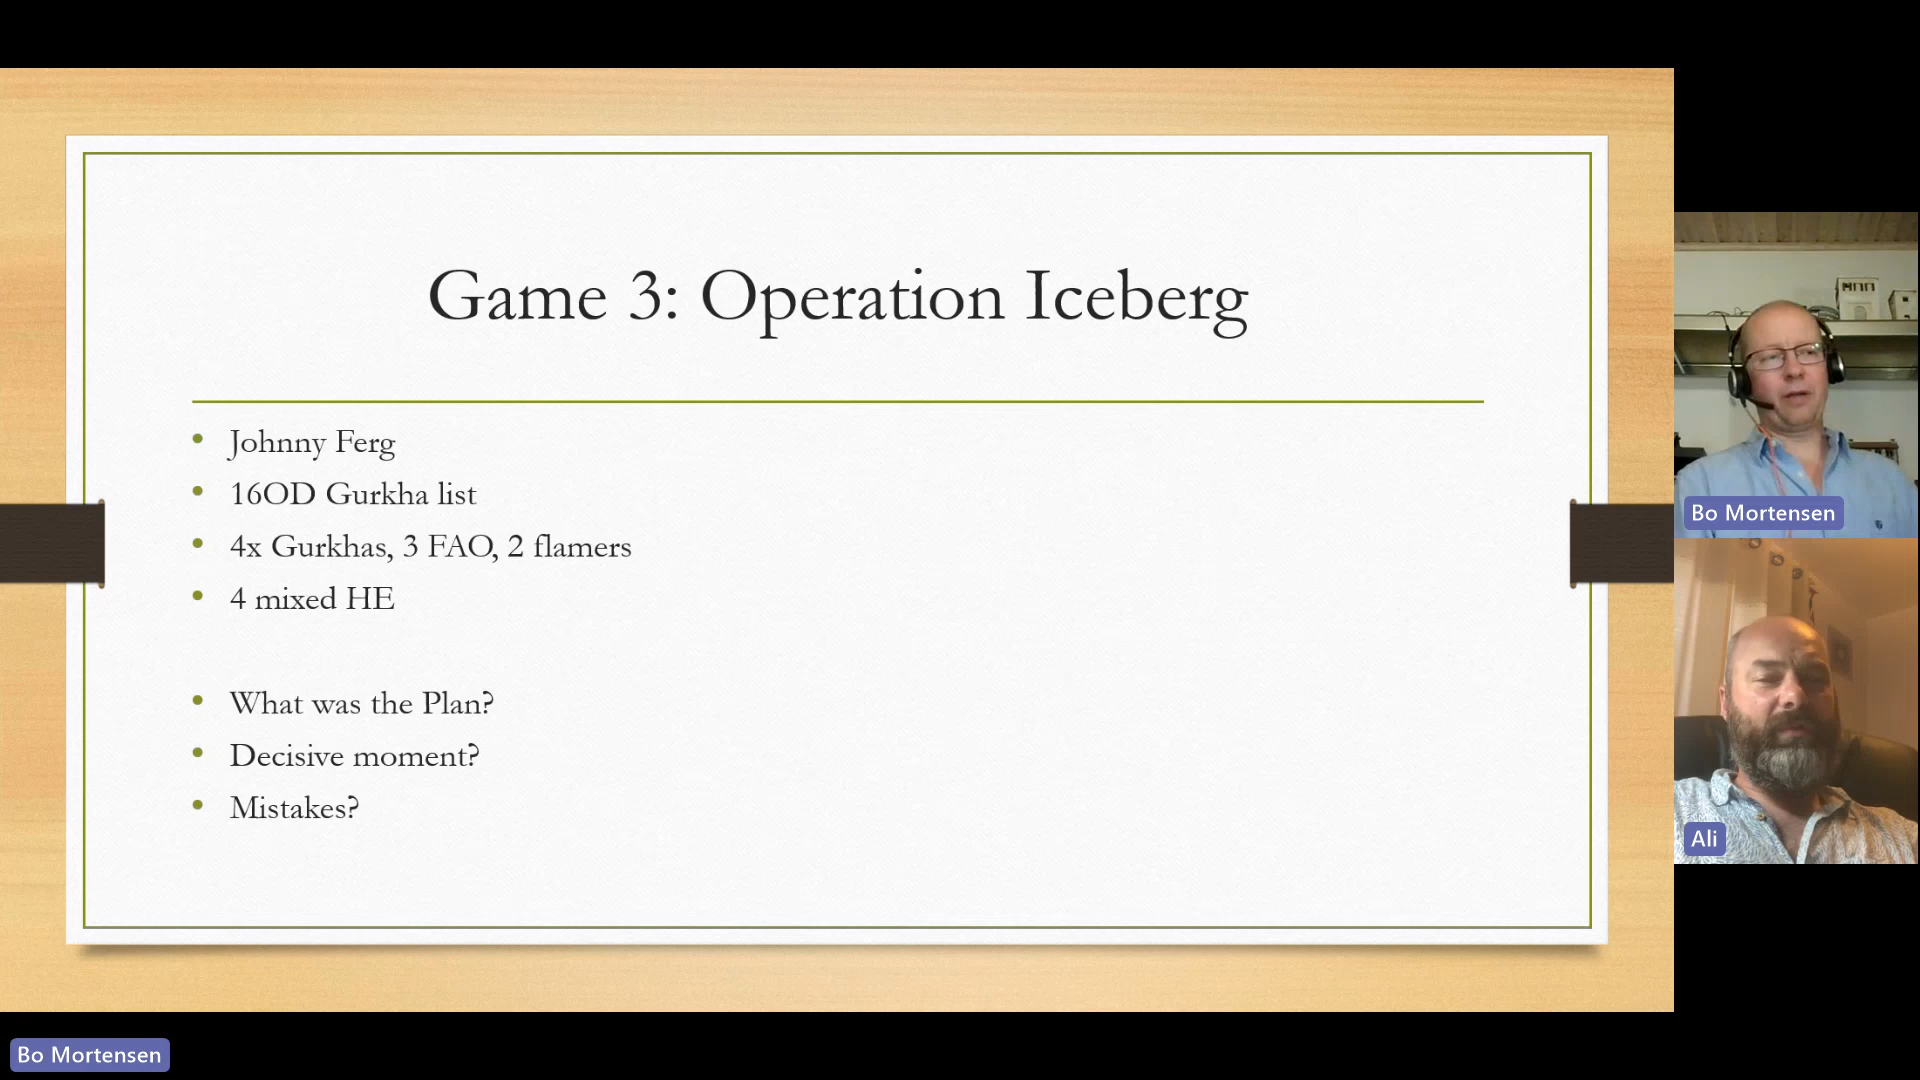 Game 3: Operation Iceberg
Johnny Ferg
16OD Gurkha list
4x Gurkhas, 3 FAO, 2 flamers
4 mixed HE
What was the Plan?
Decisive moment?
Mistakes?
Bo Mortensen
Ali
Bo Mortensen